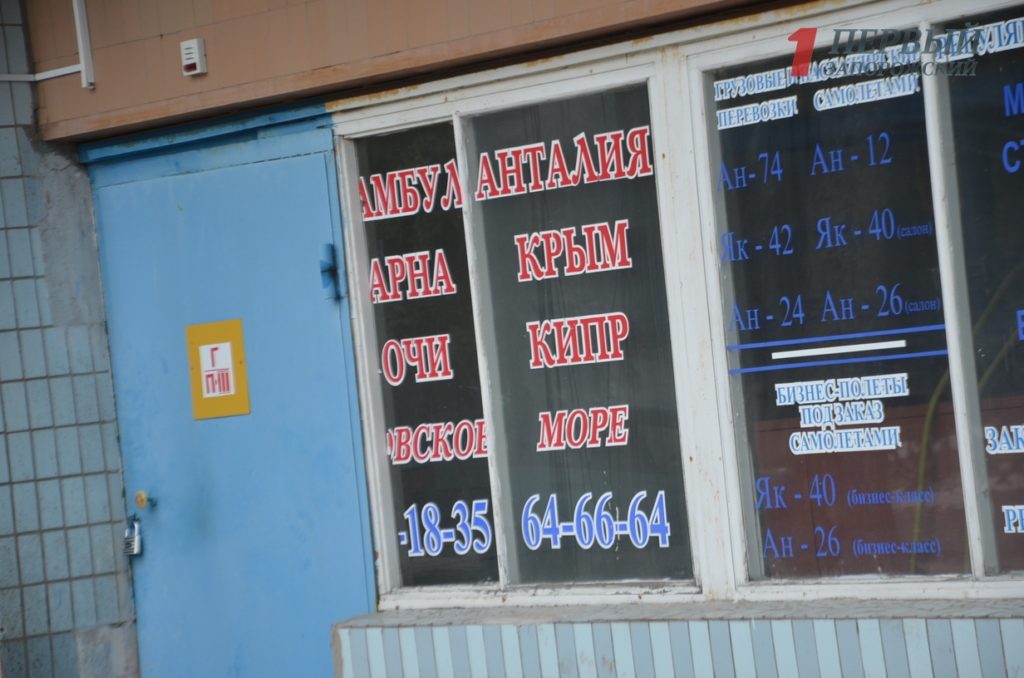 1 ПЕРВЫЙ
ЗАПОРОЖСКИЙ
Г
П-III
АМБУЛ АНТАЛИЯ
АРНА КРЫМ
ОЧИ КИПР
ОВСКОЕ МОРЕ
-18-35 64-66-64
ГРУЗОВЫЕ
ПЕРЕВОЗКИ САМОЛЕТАМИ:
Ан-74 Ан - 12
Як - 42 Як - 40 (салон)
Ан - 24 Ан - 26 (салон)
БИЗНЕС-ПОЛЕТЫ
ПОД ЗАКАЗ
САМОЛЕТАМИ:
Як - 40 (бизнес-класс)
Ан - 26 (бизнес-класс)
М
СТ
ЗАК